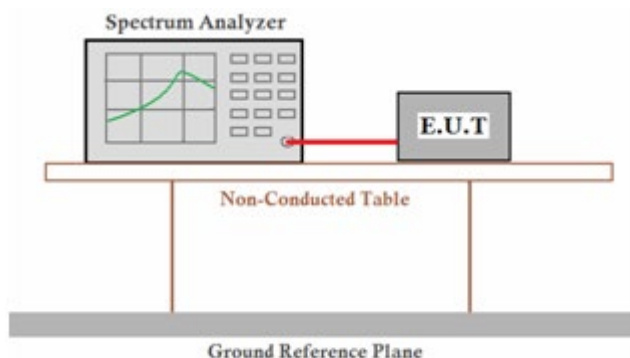 Spectrum Analyzer
E.U.T
Non-Conducted Table
Ground Reference Plane